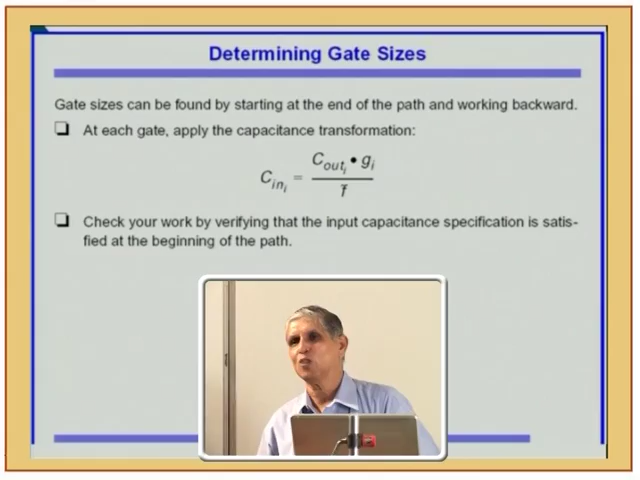 Determining Gate Sizes
Gate sizes can be found by starting at the end of the path and working backward.
❏ At each gate, apply the capacitance transformation:
C_in_i = (C_out_i • g_i) / f̂
❏ Check your work by verifying that the input capacitance specification is satis-
fied at the beginning of the path.